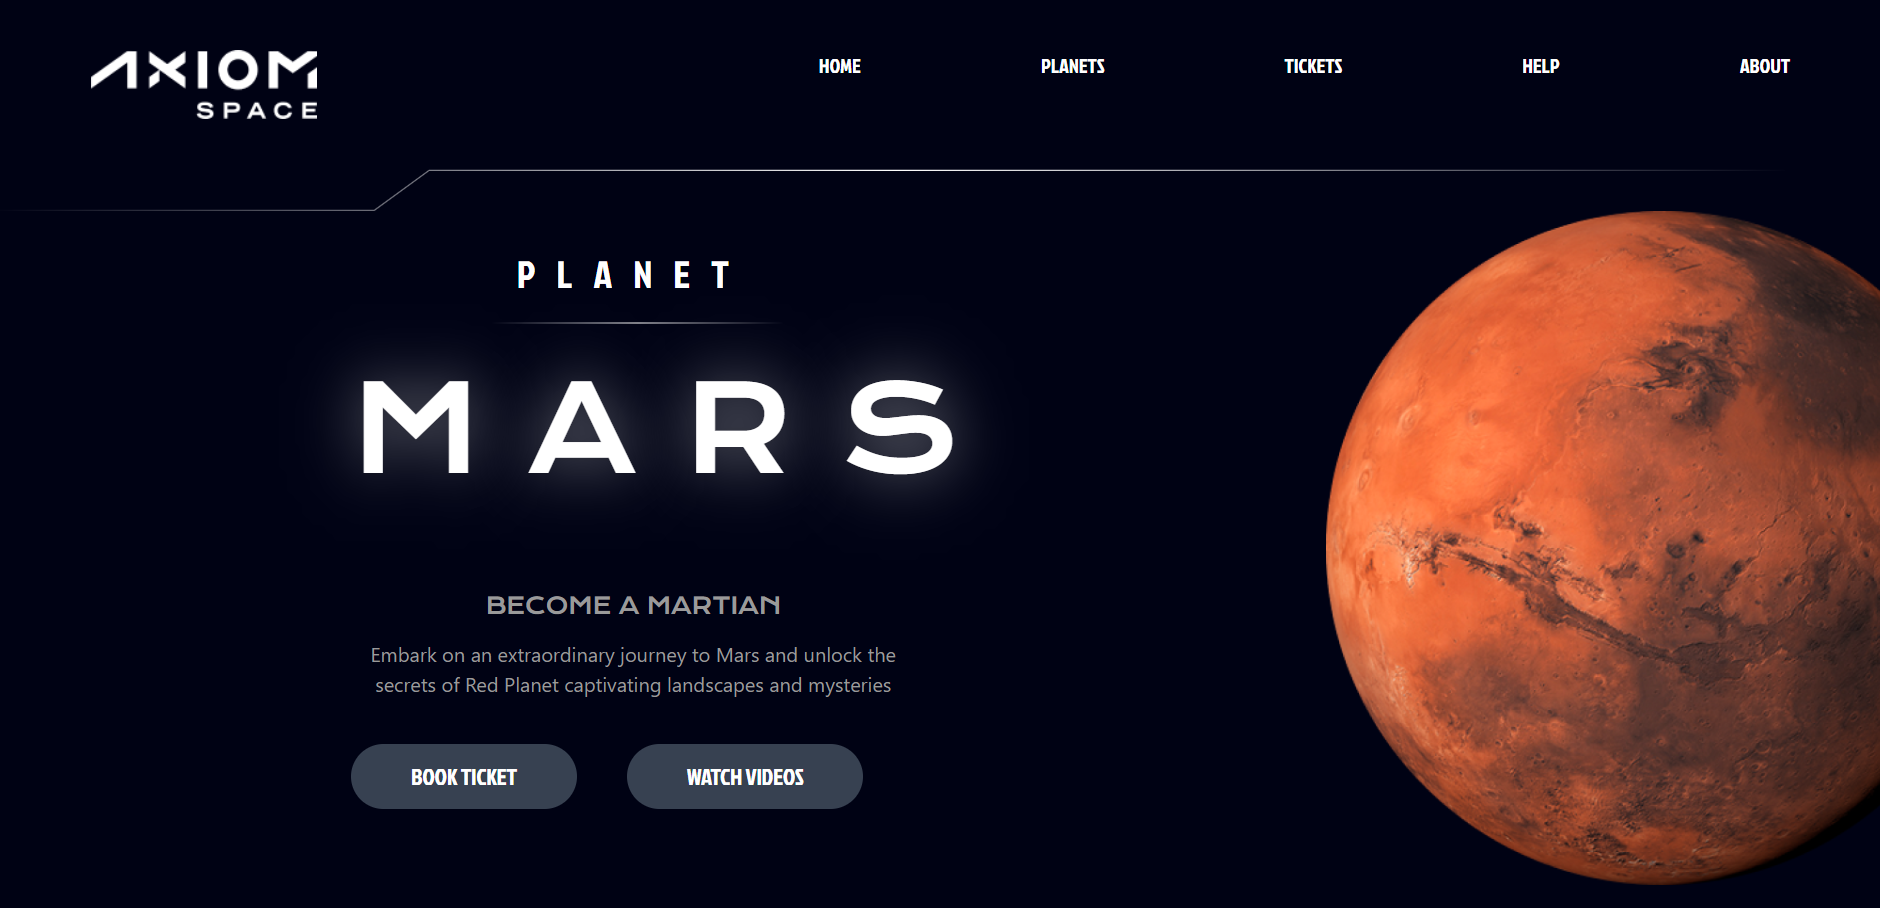 AXIOM
SPACE
HOME PLANETS TICKETS HELP ABOUT
PLANET
MARS
BECOME A MARTIAN
Embark on an extraordinary journey to Mars and unlock the
secrets of Red Planet captivating landscapes and mysteries
BOOK TICKET WATCH VIDEOS